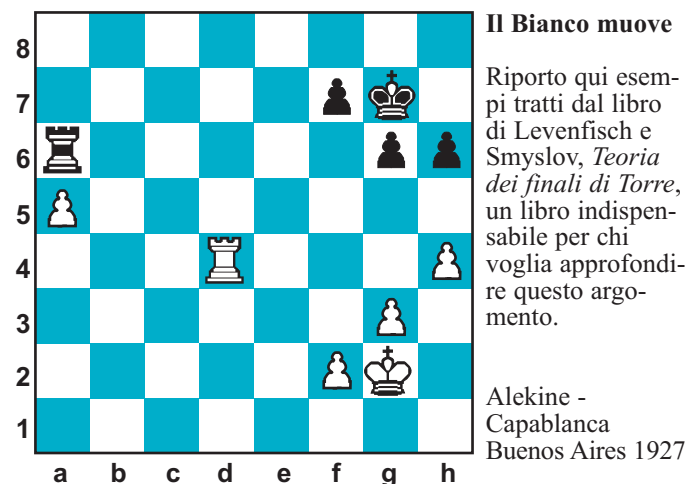 8
7
6
5
4
3
2
1
a b c d e f g h
Il Bianco muove
Riporto qui esem-
pi tratti dal libro
di Levenfisch e
Smyslov, Teoria
dei finali di Torre,
un libro indispen-
sabile per chi
voglia approfondi-
re questo argo-
mento.
Alekine -
Capablanca
Buenos Aires 1927